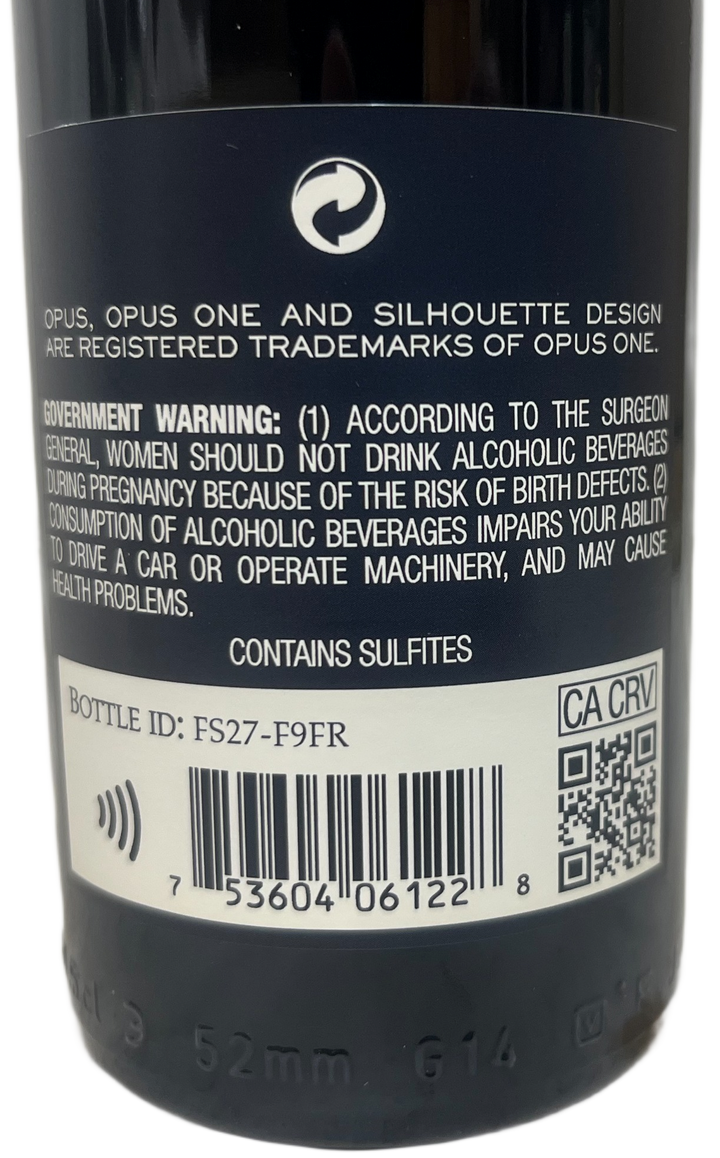 OPUS, OPUS ONE AND SILHOUETTE DESIGN
ARE REGISTERED TRADEMARKS OF OPUS ONE.
GOVERNMENT WARNING: (1) ACCORDING TO THE SURGEON
GENERAL, WOMEN SHOULD NOT DRINK ALCOHOLIC BEVERAGES
DURING PREGNANCY BECAUSE OF THE RISK OF BIRTH DEFECTS. (2)
CONSUMPTION OF ALCOHOLIC BEVERAGES IMPAIRS YOUR ABILITY
TO DRIVE A CAR OR OPERATE MACHINERY, AND MAY CAUSE
HEALTH PROBLEMS.
CONTAINS SULFITES
BOTTLE ID: FS27-F9FR
CA CRV
7 53604 06122 8
3 52mm G14